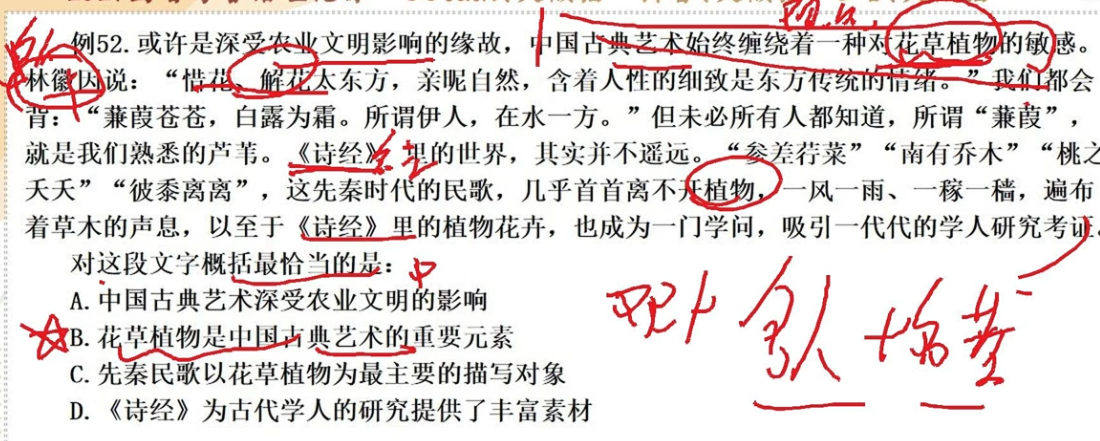 例52.或许是深受农业文明影响的缘故，中国古典艺术始终缠绕着一种对花草植物的敏感。
林徽因说：“惜花、解花太东方，亲昵自然，含着人性的细致是东方传统的情绪。”我们都会
背：“蒹葭苍苍，白露为霜。所谓伊人，在水一方。”但未必所有人都知道，所谓“蒹葭”，
就是我们熟悉的芦苇。《诗经》里的世界，其实并不遥远。“参差荇菜”“南有乔木”“桃之
夭夭”“彼黍离离”，这先秦时代的民歌，几乎首首离不开植物，一风一雨、一稼一穑，遍布
着草木的声息，以至于《诗经》里的植物花卉，也成为一门学问，吸引一代代的学人研究考证。
对这段文字概括最恰当的是：
A.中国古典艺术深受农业文明的影响
B.花草植物是中国古典艺术的重要元素
C.先秦民歌以花草植物为最主要的描写对象
D.《诗经》为古代学人的研究提供了丰富素材